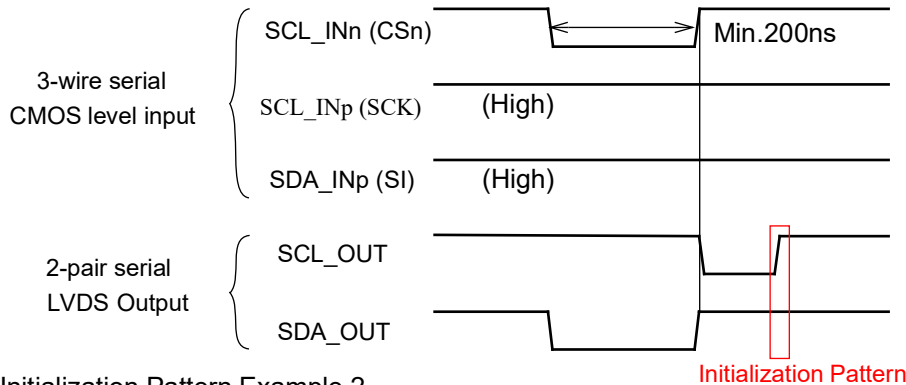 SCL_INn (CSn)
Min.200ns
3-wire serial
CMOS level input
SCL_INp (SCK)
(High)
SDA_INp (SI)
(High)
2-pair serial
LVDS Output
SCL_OUT
SDA_OUT
Initialization Pattern
Initialization Pattern Example 2